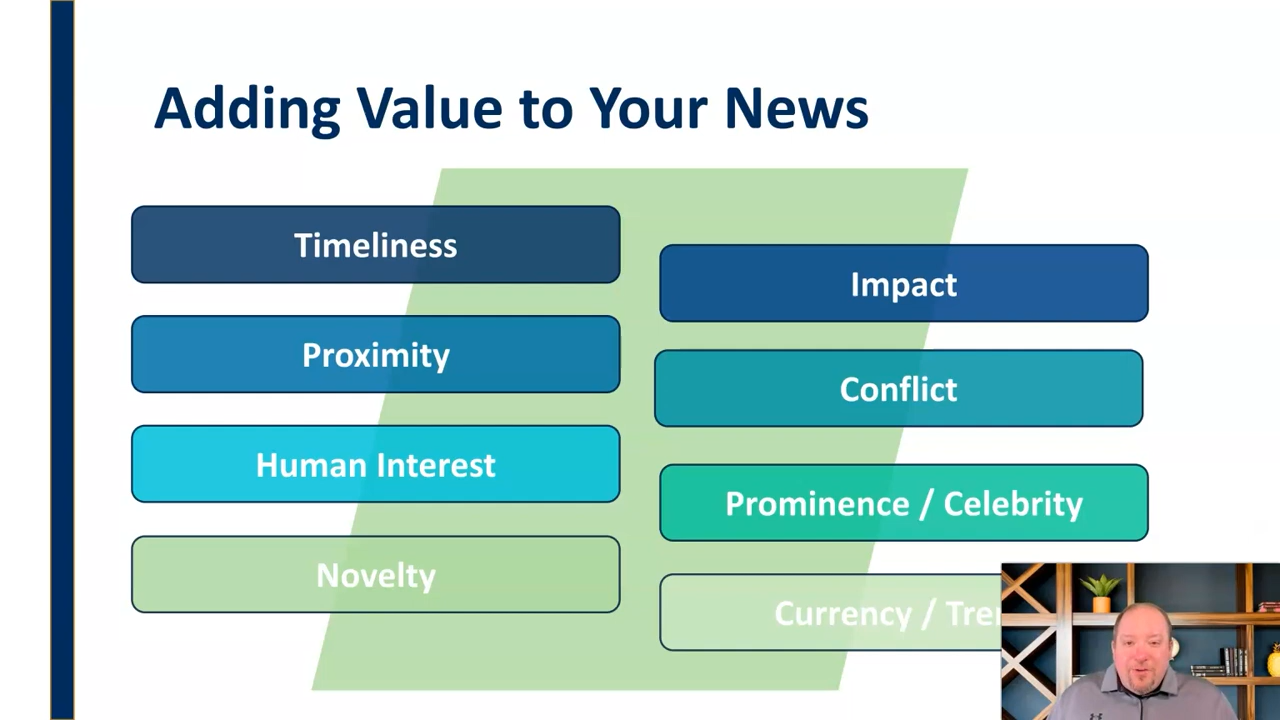 Adding Value to Your News
Timeliness
Impact
Proximity
Conflict
Human Interest
Prominence / Celebrity
Novelty
Currency /